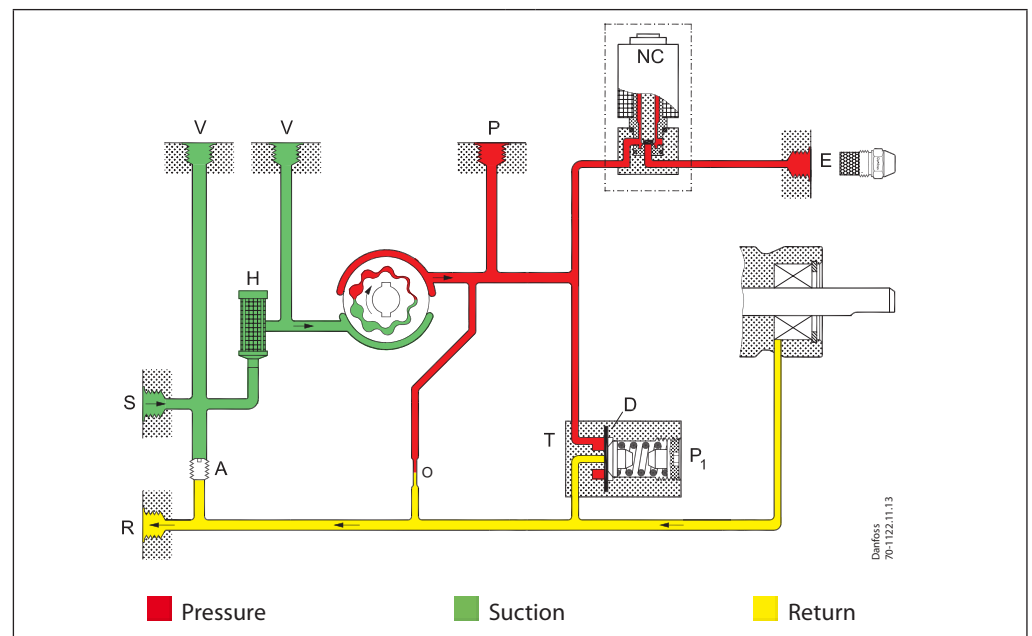 NC
V
V
P
E
H
S
D
T
P1
A
O
R
Danfoss
70-1122.11.13
Pressure
Suction
Return